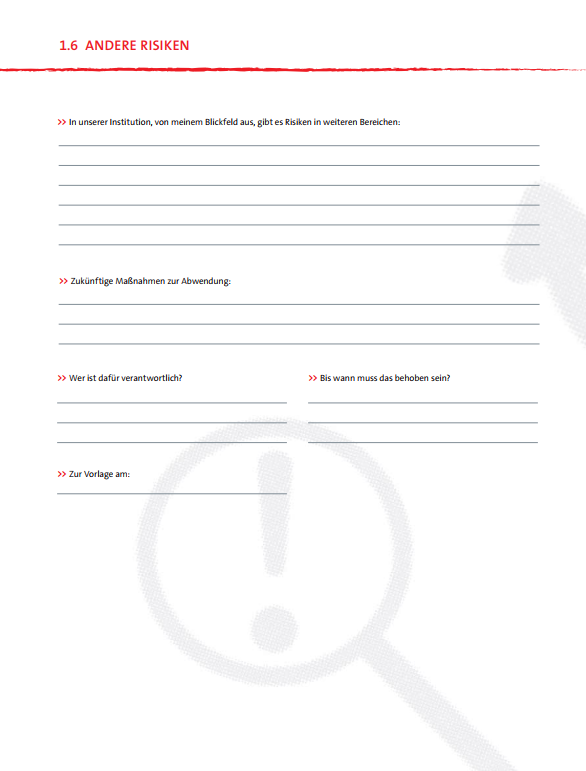 1.6 ANDERE RISIKEN
>> In unserer Institution, von meinem Blickfeld aus, gibt es Risiken in weiteren Bereichen:
>> Zukünftige Maßnahmen zur Abwendung:
>> Wer ist dafür verantwortlich?
>> Bis wann muss das behoben sein?
>> Zur Vorlage am: